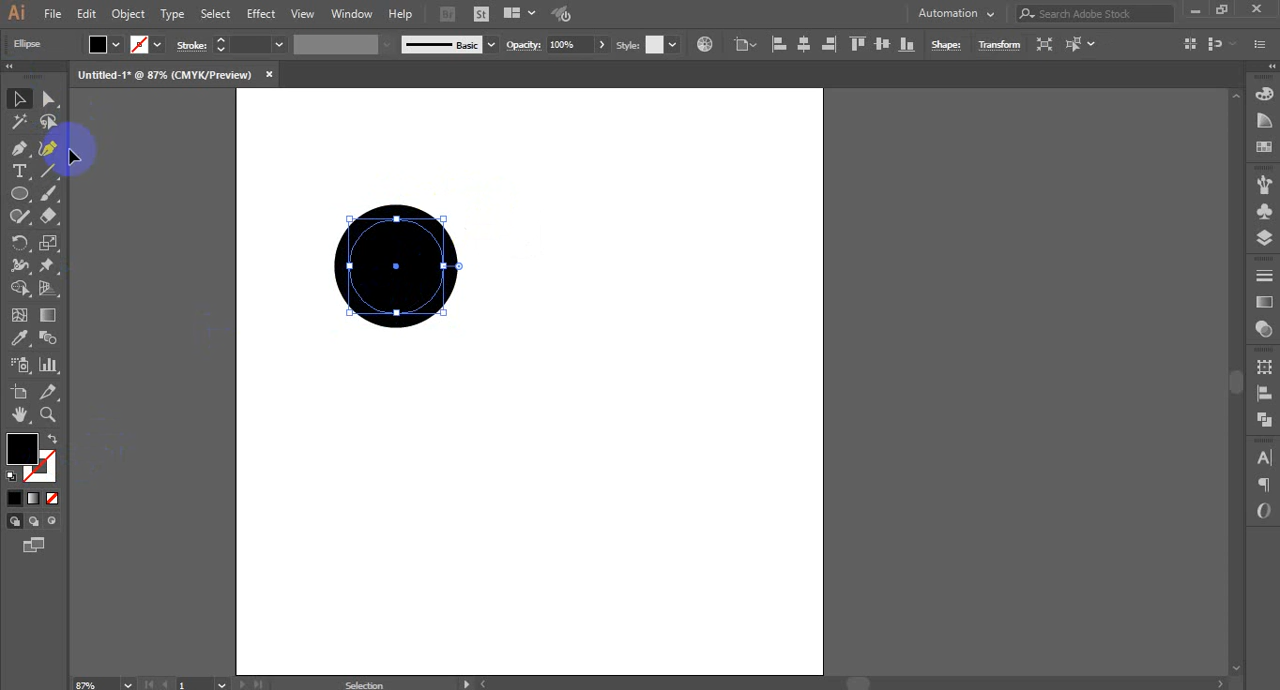 Ai File Edit Object Type Select Effect View Window Help Br St Automation Search Adobe Stock
Ellipse Stroke: Basic Opacity: 100% Style: Shape: Transform
Untitled-1* @ 87% (CMYK/Preview) ×
T
A
87% 1 Selection